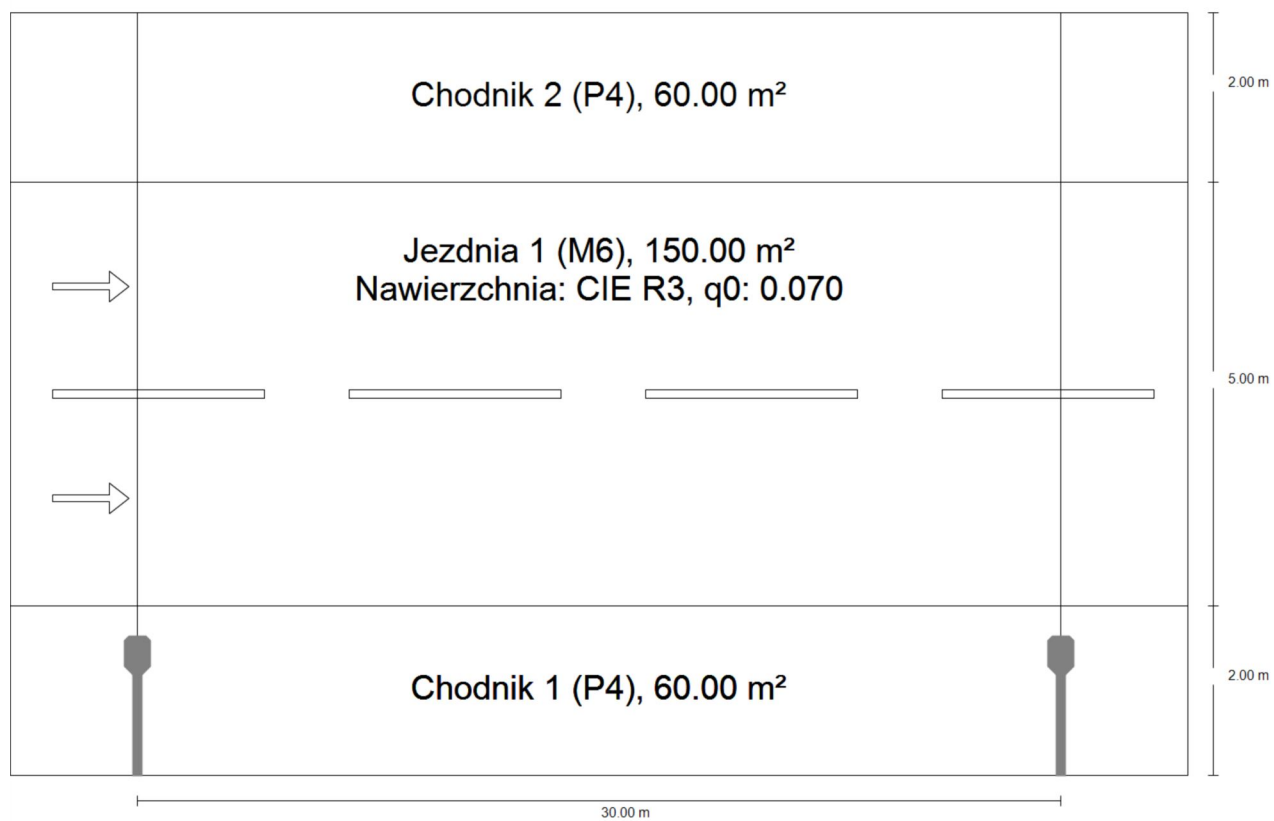 Chodnik 2 (P4), 60.00 m²
2.00 m
Jezdnia 1 (M6), 150.00 m²
Nawierzchnia: CIE R3, q0: 0.070
5.00 m
Chodnik 1 (P4), 60.00 m²
2.00 m
30.00 m